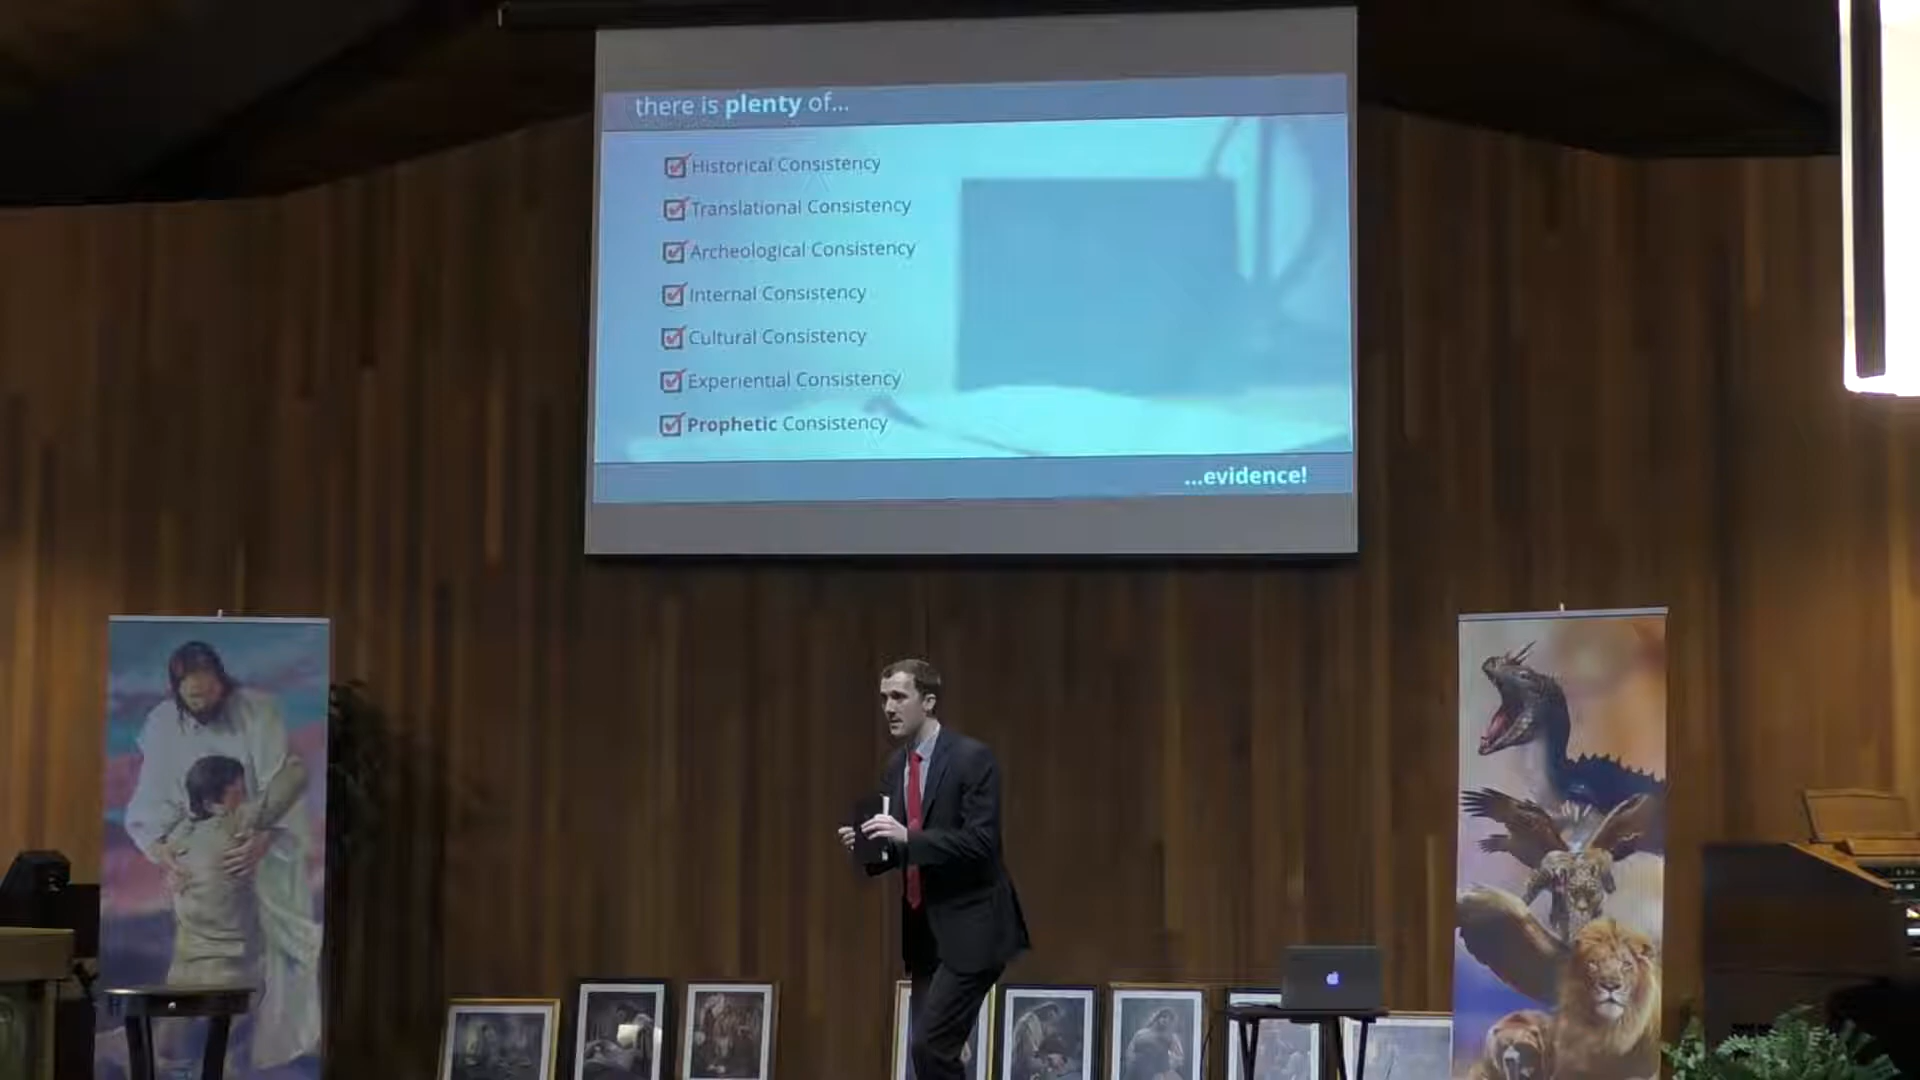 there is plenty of...
Historical Consistency
Translational Consistency
Archeological Consistency
Internal Consistency
Cultural Consistency
Experiential Consistency
Prophetic Consistency
...evidence!